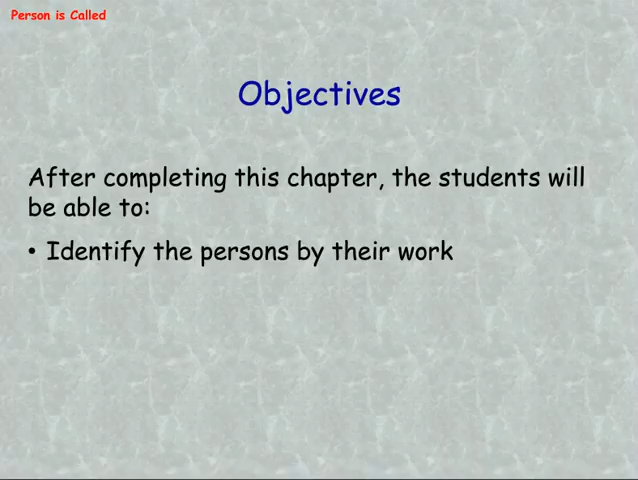 Person is Called
Objectives
After completing this chapter, the students will
be able to:
• Identify the persons by their work